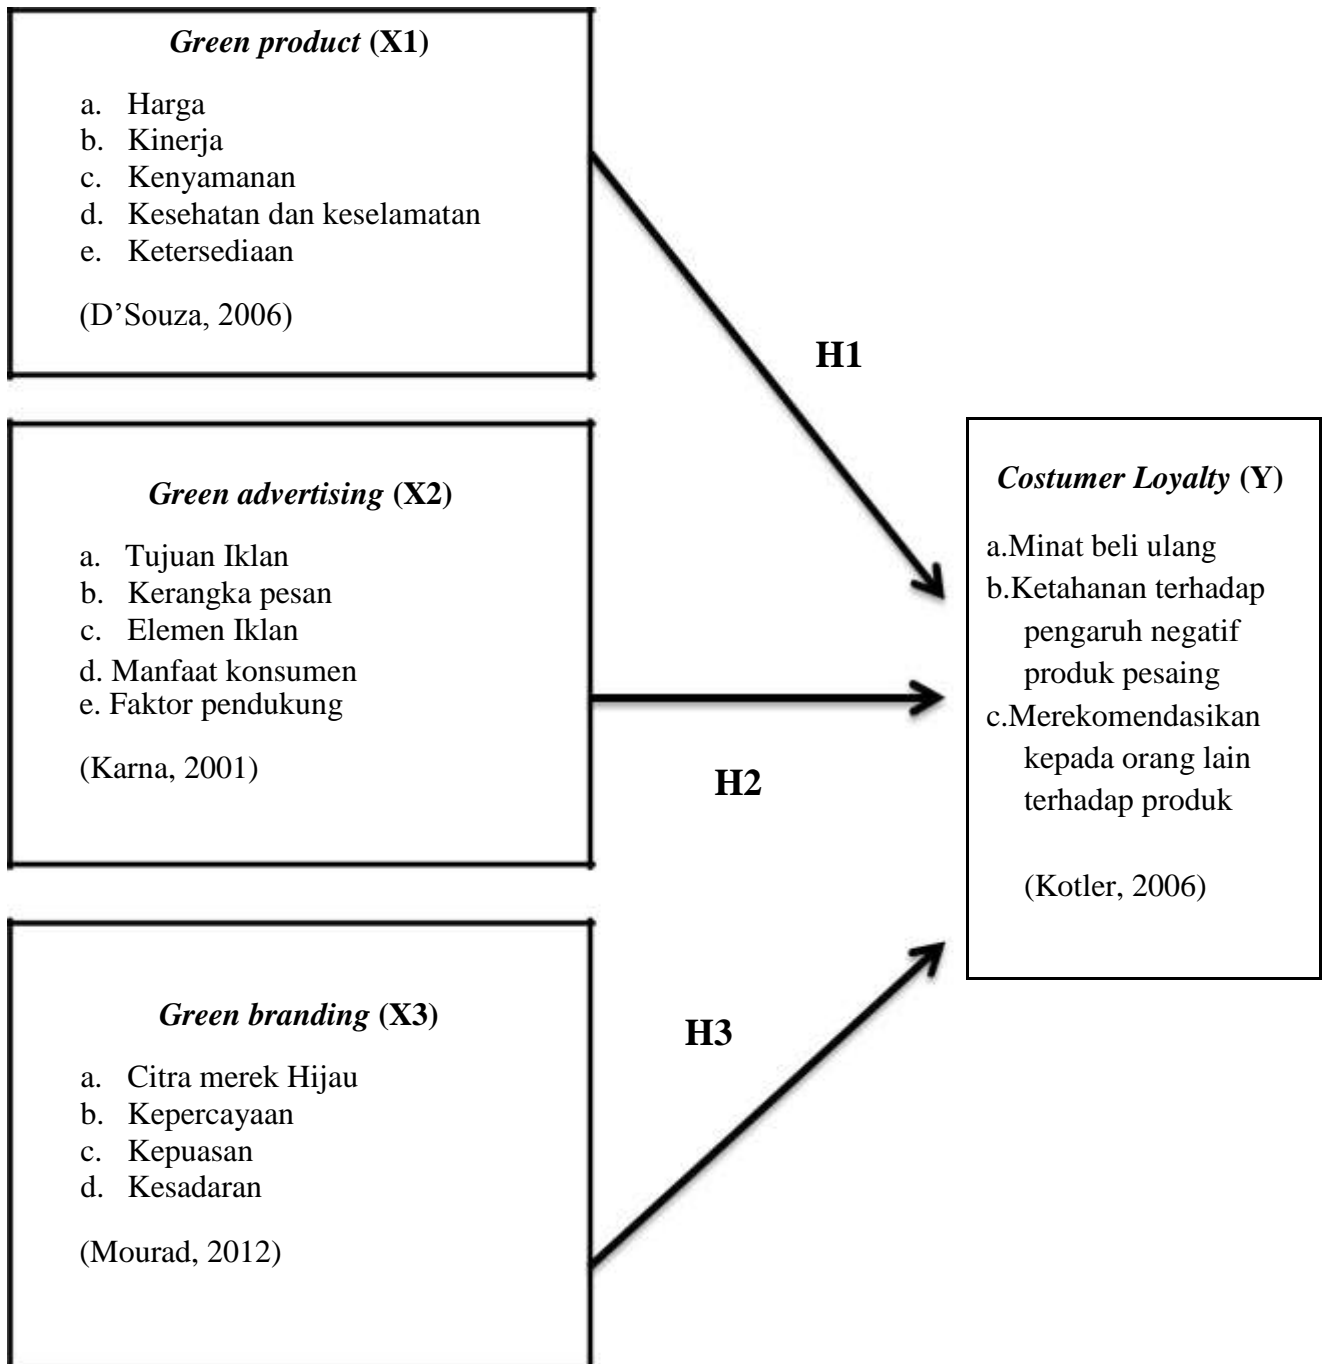 Green product (X1)
a. Harga
b. Kinerja
c. Kenyamanan
d. Kesehatan dan keselamatan
e. Ketersediaan
(D’Souza, 2006)
H1
Green advertising (X2)
a. Tujuan Iklan
b. Kerangka pesan
c. Elemen Iklan
d. Manfaat konsumen
e. Faktor pendukung
(Karna, 2001)
H2
Costumer Loyalty (Y)
a.Minat beli ulang
b.Ketahanan terhadap
pengaruh negatif
produk pesaing
c.Merekomendasikan
kepada orang lain
terhadap produk
(Kotler, 2006)
Green branding (X3)
a. Citra merek Hijau
b. Kepercayaan
c. Kepuasan
d. Kesadaran
(Mourad, 2012)
H3